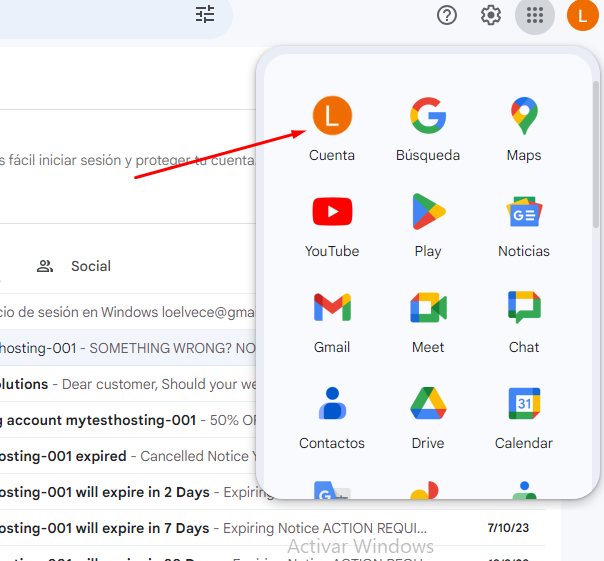 L
L
Cuenta Búsqueda Maps
s fácil iniciar sesión y proteger tu cuenta.
YouTube Play Noticias
Social
cio de sesión en Windows loelvece@gma
Gmail Meet Chat
nosting-001 - SOMETHING WRONG? NO
olutions - Dear customer, Should your we
31
g account mytesthosting-001 - 50% OF
Contactos Drive Calendar
osting-001 expired - Cancelled Notice Y
osting-001 will expire in 2 Days - Expiring
osting-001 will expire in 7 Days - Expiring Notice ACTION REQUI... 7/10/23
Activar Windows